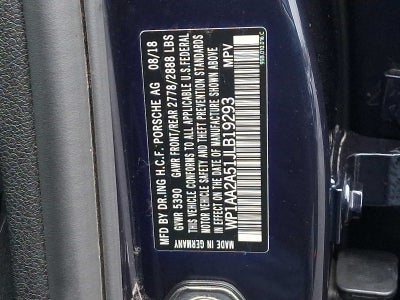 MFD BY DR.ING H.C.F. PORSCHE AG 08/18
GVWR 5390 GAWR FRONT/REAR 2778/2888 LBS
THIS VEHICLE CONFORMS TO ALL APPLICABLE U.S. FEDERAL
MOTOR VEHICLE SAFETY AND THEFT PREVENTION STANDARDS
IN EFFECT ON THE DATE OF MANUFACTURE SHOWN ABOVE
WP1AA2A51JLB19293 MPV
MADE IN GERMANY